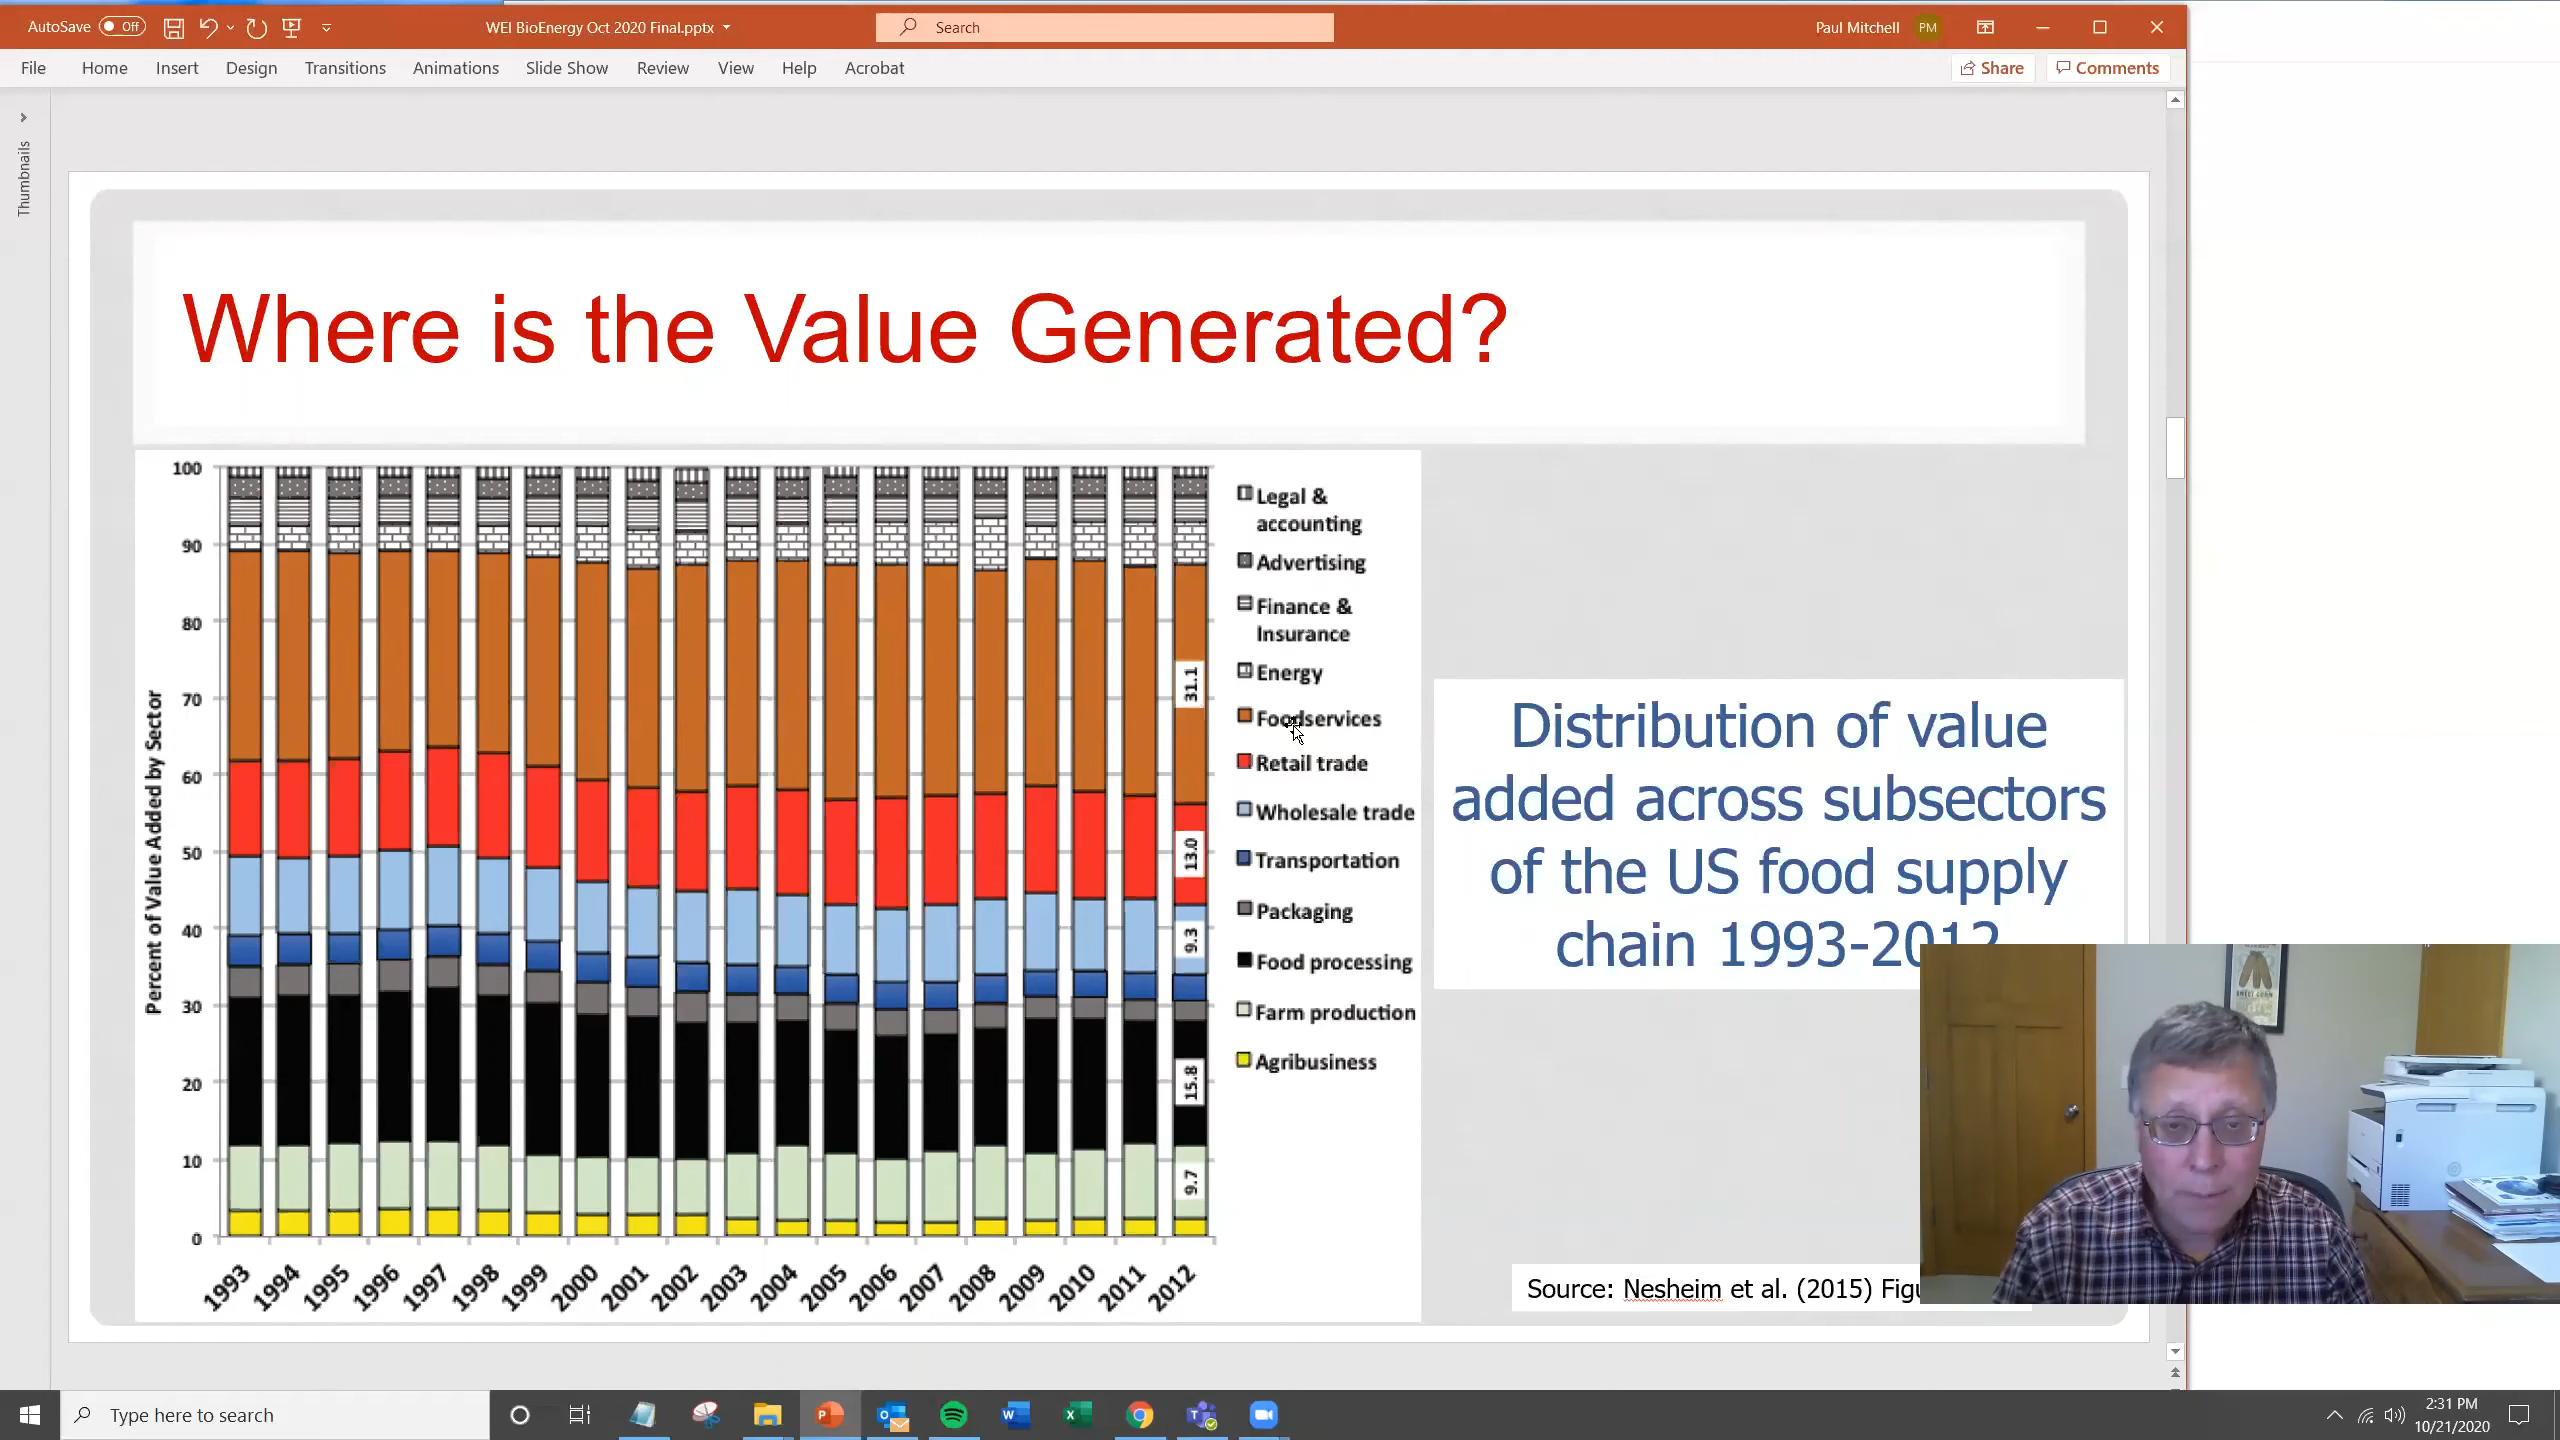 AutoSave Off
WEI BioEnergy Oct 2020 Final.pptx
Search
Paul Mitchell PM
File Home Insert Design Transitions Animations Slide Show Review View Help Acrobat
Share Comments
Thumbnails
Where is the Value Generated?
Percent of Value Added by Sector
100
90
80
70
60
50
40
30
20
10
0
31.1
13.0
9.3
15.8
9.7
1993 1994 1995 1996 1997 1998 1999 2000 2001 2002 2003 2004 2005 2006 2007 2008 2009 2010 2011 2012
Legal &
accounting
Advertising
Finance &
Insurance
Energy
Foodservices
Retail trade
Wholesale trade
Transportation
Packaging
Food processing
Farm production
Agribusiness
Distribution of value
added across subsectors
of the US food supply
chain 1993-2012
Source: Nesheim et al. (2015)
Type here to search
2:31 PM
10/21/2020